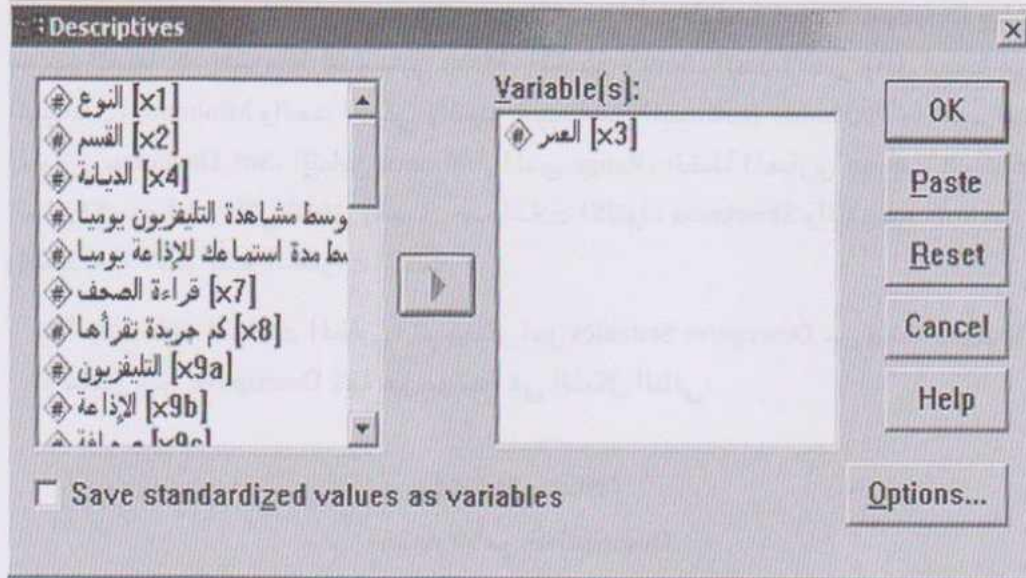 Descriptives
النوع [x1]
القسم [x2]
الديانة [x4]
وسط مشاهدة التليفزيون يوميا
بط مدة استماعك للإذاعة يوميا
قراءة الصحف [x7]
كم جريدة تقرأها [x8]
التليفزيون [x9a]
الإذاعة [x9b]
[x9c]
Variable(s):
العمر [x3]
OK
Paste
Reset
Cancel
Help
Save standardized values as variables
Options...